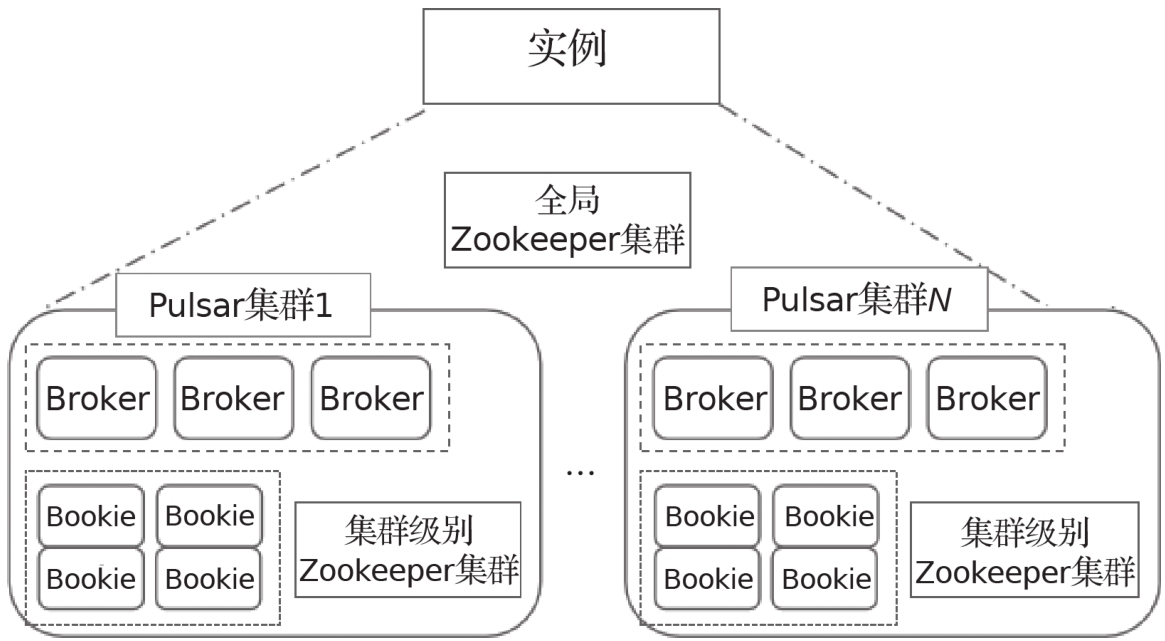 实例
全局
Zookeeper集群
Pulsar集群1
Pulsar集群N
Broker Broker Broker
Broker Broker Broker
...
Bookie Bookie
Bookie Bookie
集群级别
Zookeeper集群
Bookie Bookie
Bookie Bookie
集群级别
Zookeeper集群